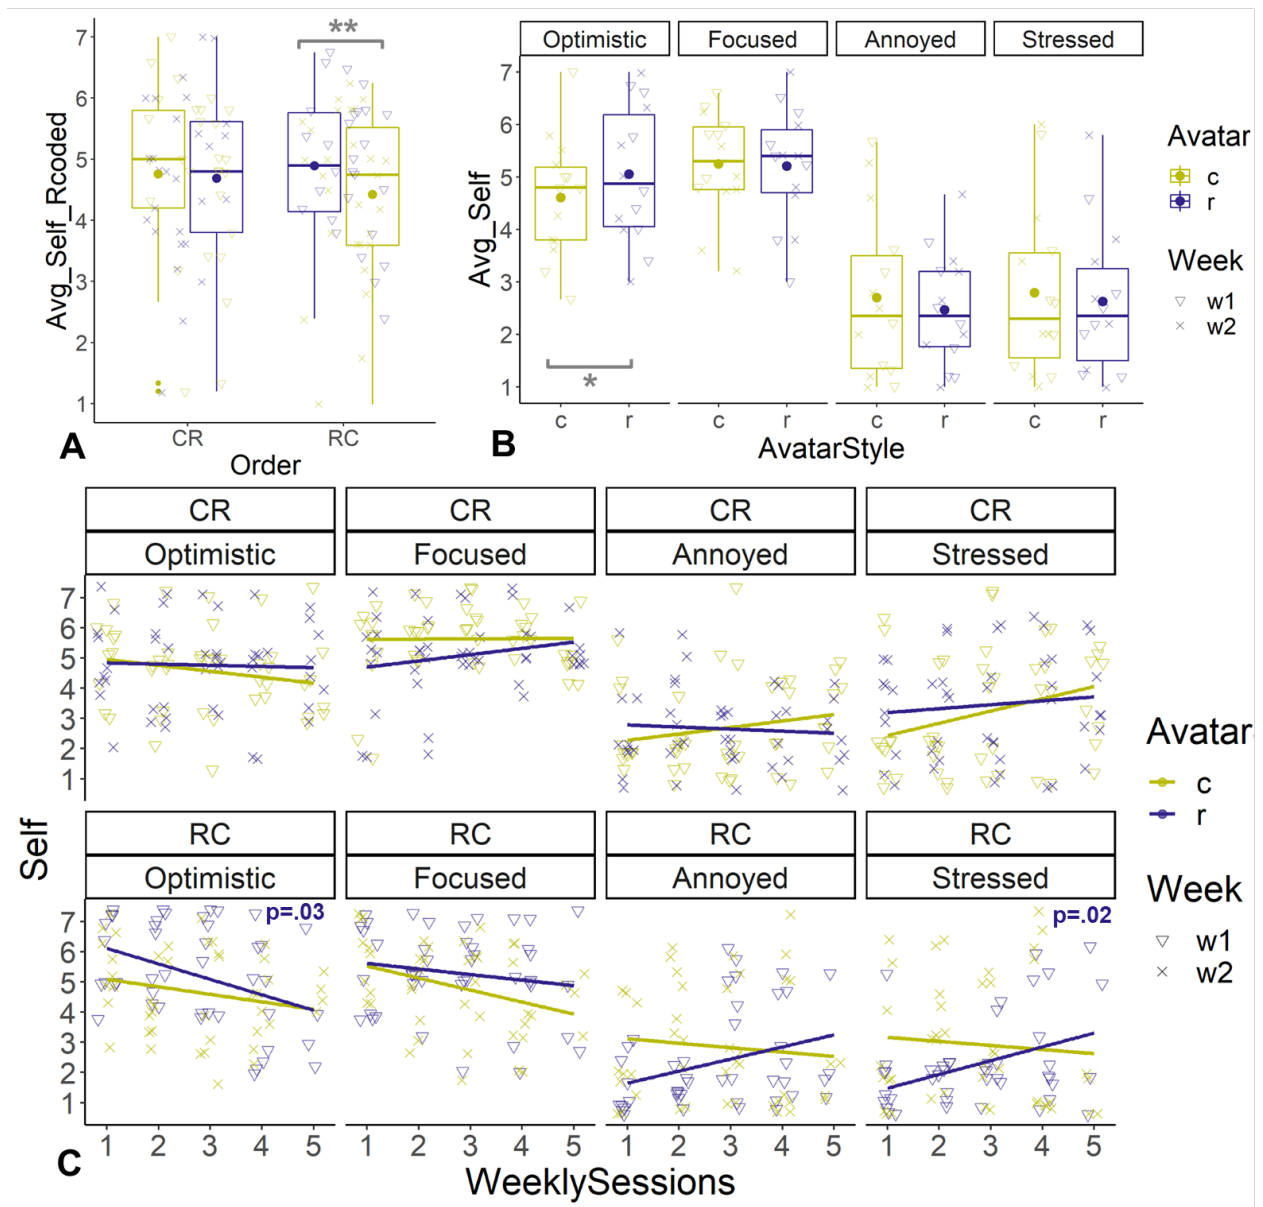 **
7
6
5
4
3
2
1
Avg_Self_Rcoded
CR RC
Order
A
Optimistic Focused Annoyed Stressed
7
6
5
4
3
2
1
Avg_Self
*
c r c r c r c r
AvatarStyle
B
Avatar
c
r
Week
w1
w2
CR CR CR CR
Optimistic Focused Annoyed Stressed
7
6
5
4
3
2
1
Self
RC RC RC RC
Optimistic Focused Annoyed Stressed
p=.03 p=.02
7
6
5
4
3
2
1
1 2 3 4 5 1 2 3 4 5 1 2 3 4 5 1 2 3 4 5
WeeklySessions
C
Avatar
c
r
Week
w1
w2